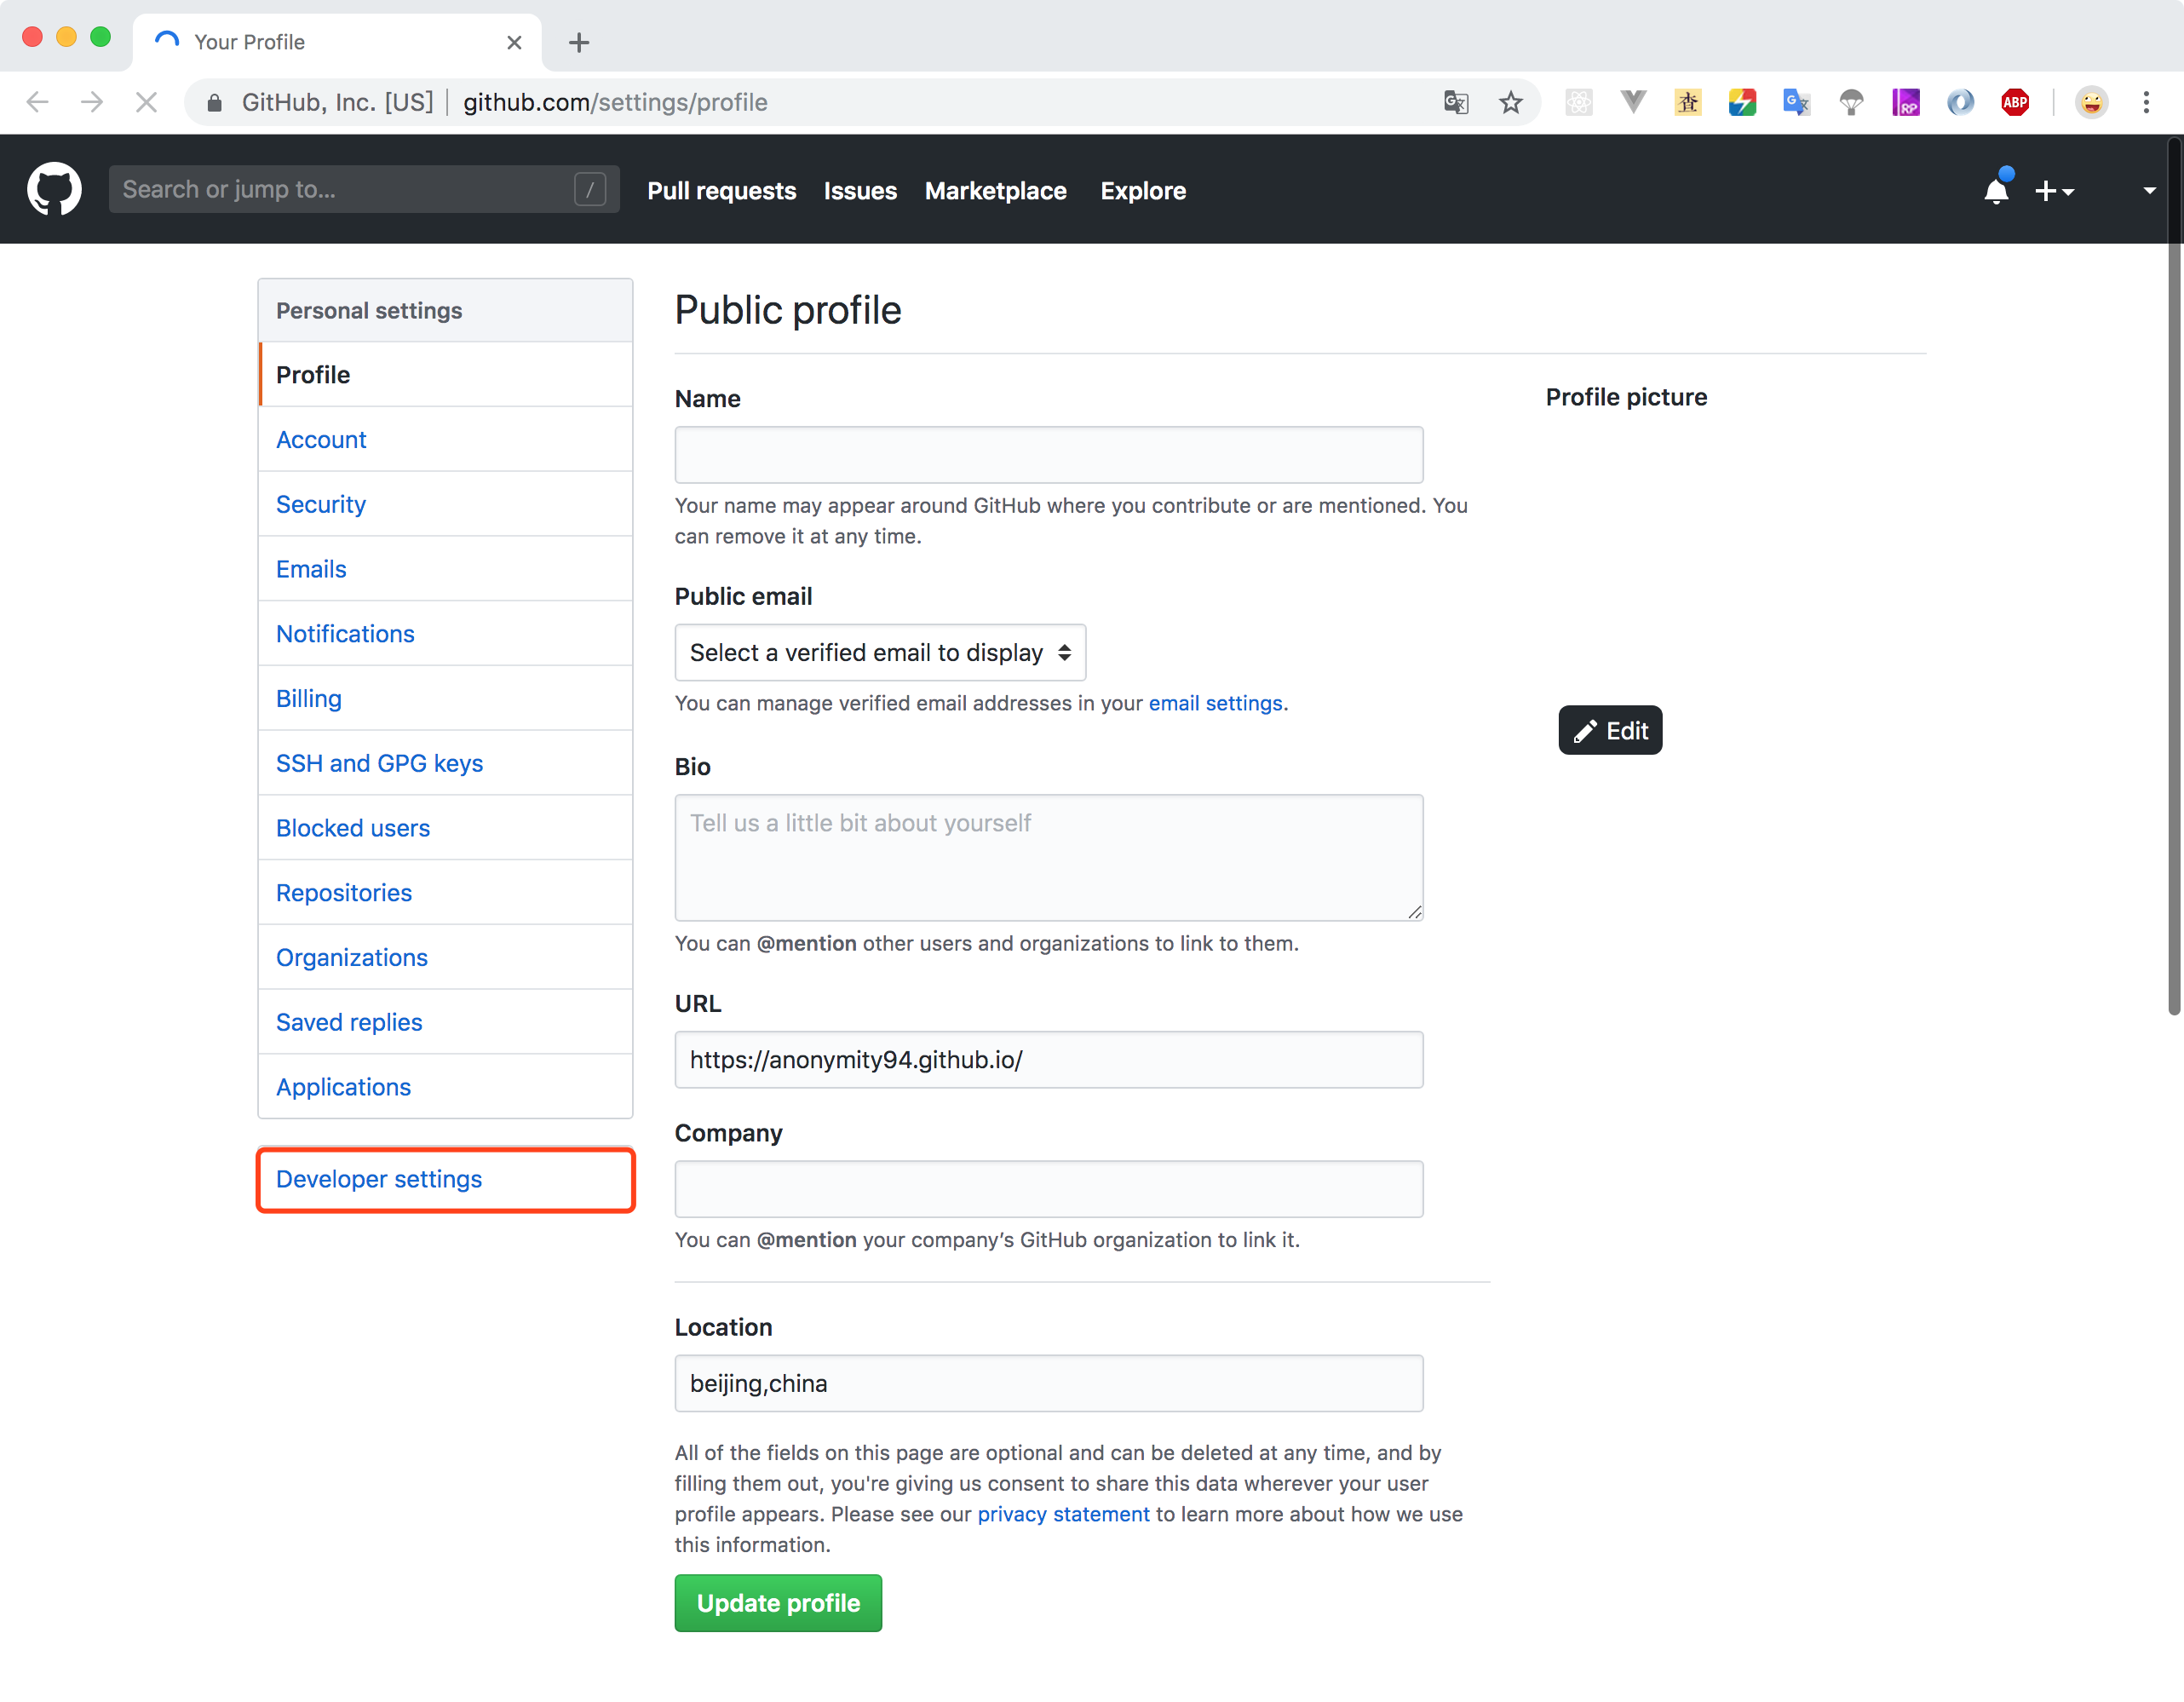 Your Profile
GitHub, Inc. [US] github.com/settings/profile
查
RP
ABP
Search or jump to... /
Pull requests Issues Marketplace Explore
Personal settings
Profile
Account
Security
Emails
Notifications
Billing
SSH and GPG keys
Blocked users
Repositories
Organizations
Saved replies
Applications
Developer settings
Public profile
Name
Your name may appear around GitHub where you contribute or are mentioned. You
can remove it at any time.
Public email
Select a verified email to display
You can manage verified email addresses in your email settings.
Bio
Tell us a little bit about yourself
You can @mention other users and organizations to link to them.
URL
https://anonymity94.github.io/
Company
You can @mention your company’s GitHub organization to link it.
Location
beijing,china
All of the fields on this page are optional and can be deleted at any time, and by
filling them out, you're giving us consent to share this data wherever your user
profile appears. Please see our privacy statement to learn more about how we use
this information.
Update profile
Profile picture
Edit